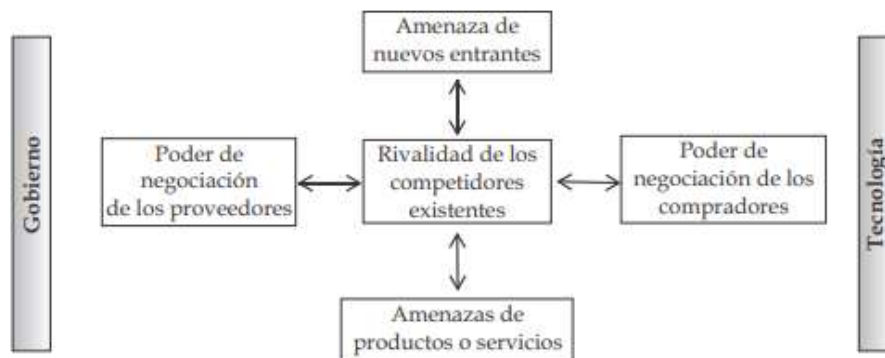 Amenaza de
nuevos entrantes
Gobierno
Poder de
negociación
de los proveedores
Rivalidad de los
competidores
existentes
Poder de
negociación de los
compradores
Tecnología
Amenazas de
productos o servicios